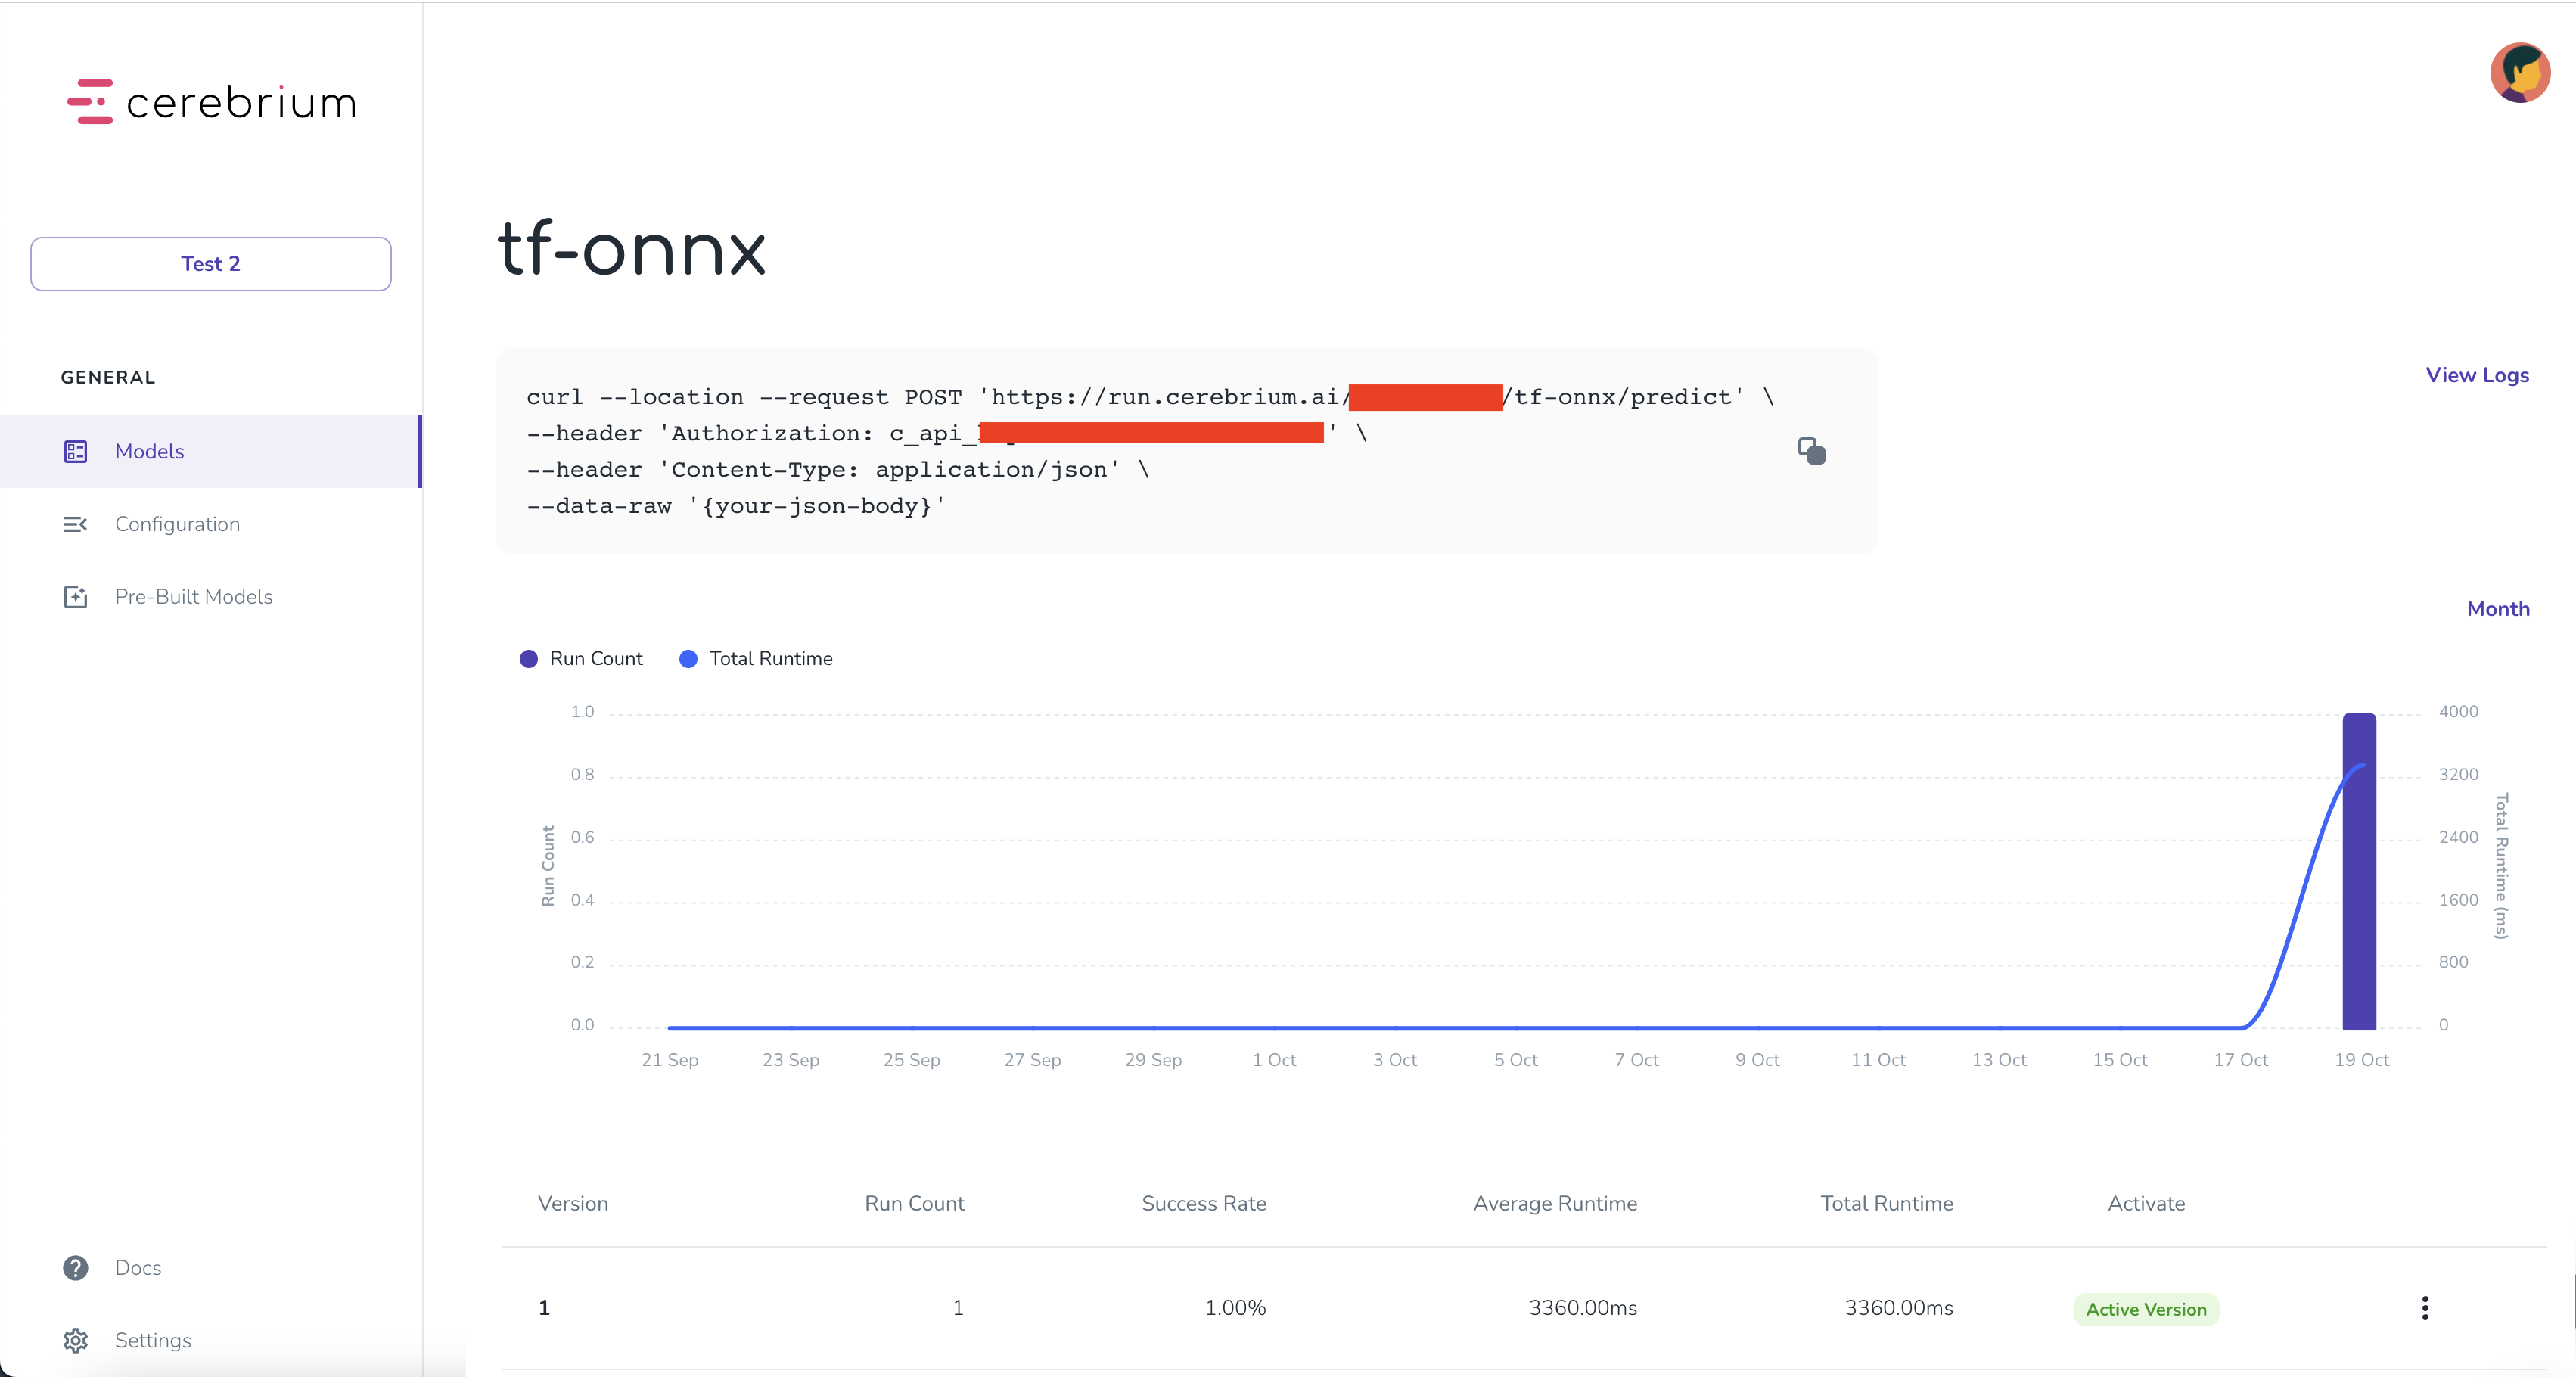 cerebrium
Test 2
GENERAL
Models
Configuration
Pre-Built Models
Docs
Settings
tf-onnx
curl --location --request POST 'https://run.cerebrium.ai/ /tf-onnx/predict' \
--header 'Authorization: c_api_ ' \
--header 'Content-Type: application/json' \
--data-raw '{your-json-body}'
View Logs
Month
Run Count
Total Runtime
1.0
0.8
0.6
0.4
0.2
0.0
Run Count
4000
3200
2400
1600
800
0
Total Runtime (ms)
21 Sep 23 Sep 25 Sep 27 Sep 29 Sep 1 Oct 3 Oct 5 Oct 7 Oct 9 Oct 11 Oct 13 Oct 15 Oct 17 Oct 19 Oct
Version Run Count Success Rate Average Runtime Total Runtime Activate
1 1 1.00% 3360.00ms 3360.00ms Active Version